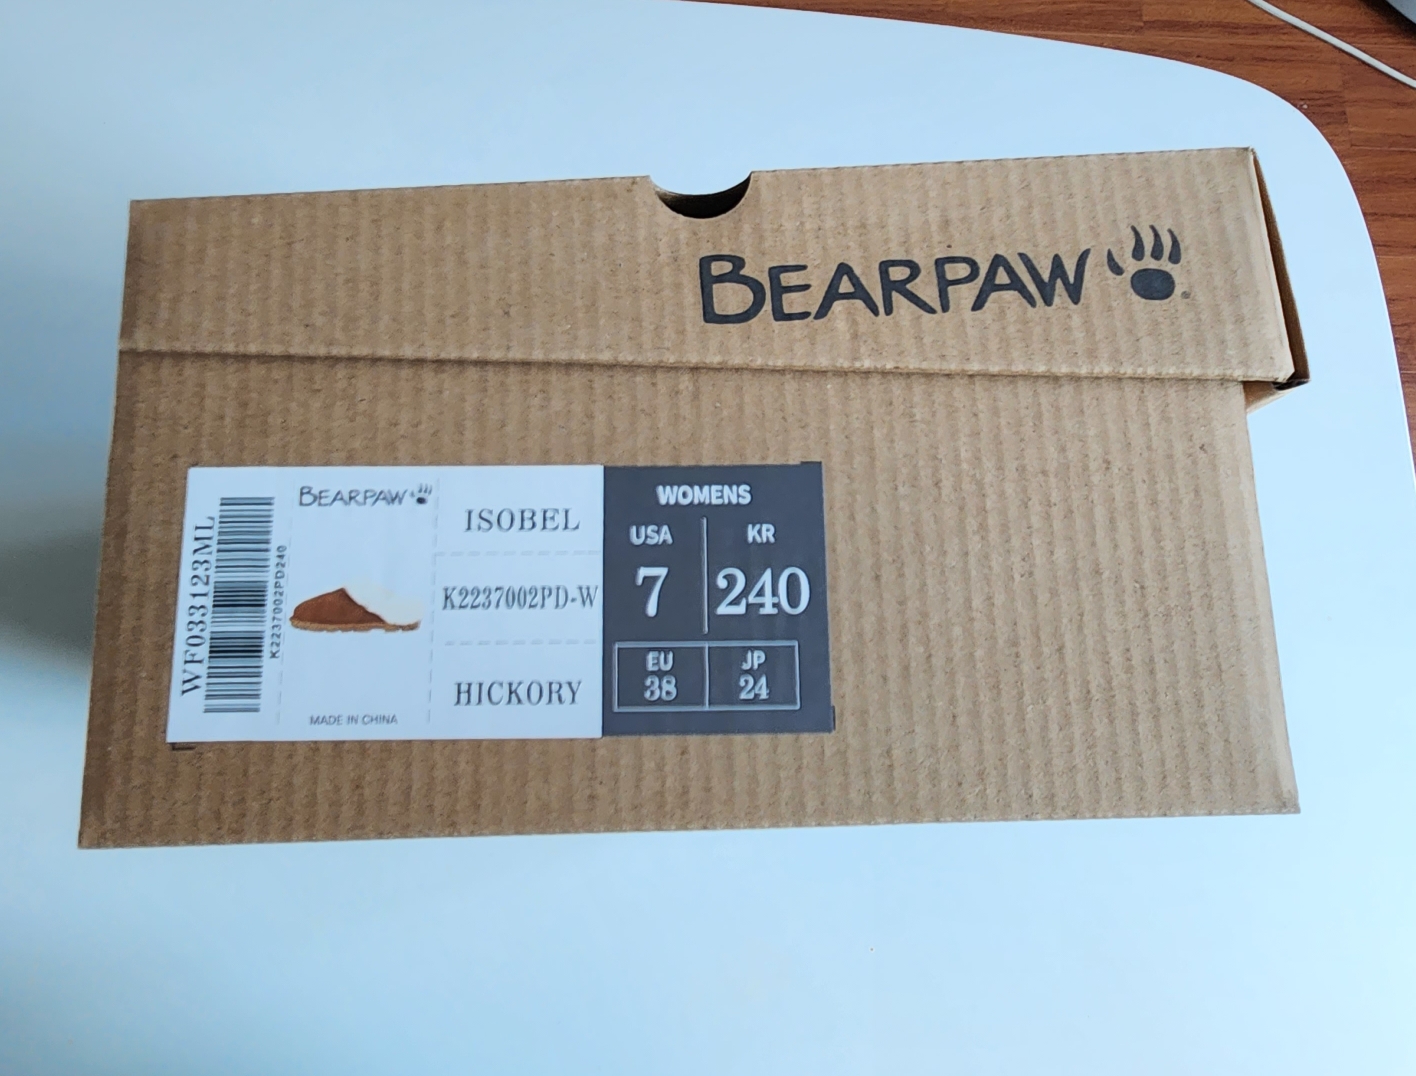 BEARPAW
WF033123ML
K2237002PD240
BEARPAW
MADE IN CHINA
ISOBEL
K2237002PD-W
HICKORY
WOMENS
USA KR
7 240
EU JP
38 24